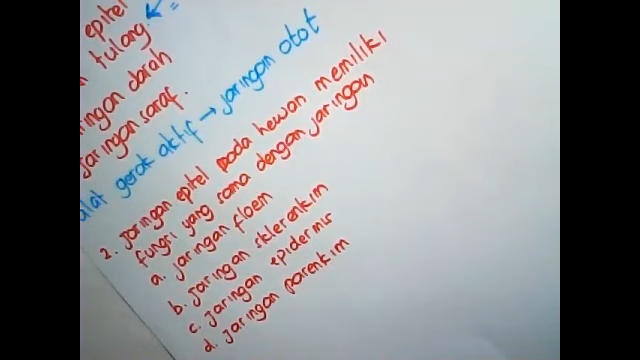 epitel
tulang.
darah
jaringan saraf.
alat gerak aktif → jaringan otot
2. jaringan epitel pada hewan memiliki
fungsi yang sama dengan jaringan
a. jaringan floem
b. jaringan sklerenkim
c. jaringan epidermis
d. jaringan parenkim